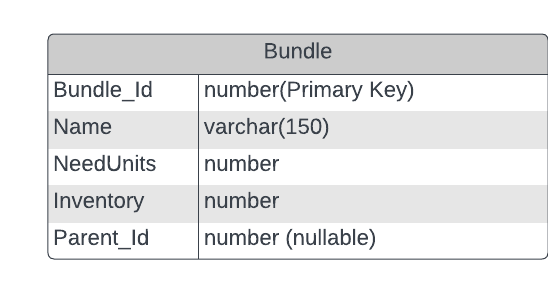 Bundle
Bundle_Id number(Primary Key)
Name varchar(150)
NeedUnits number
Inventory number
Parent_Id number (nullable)